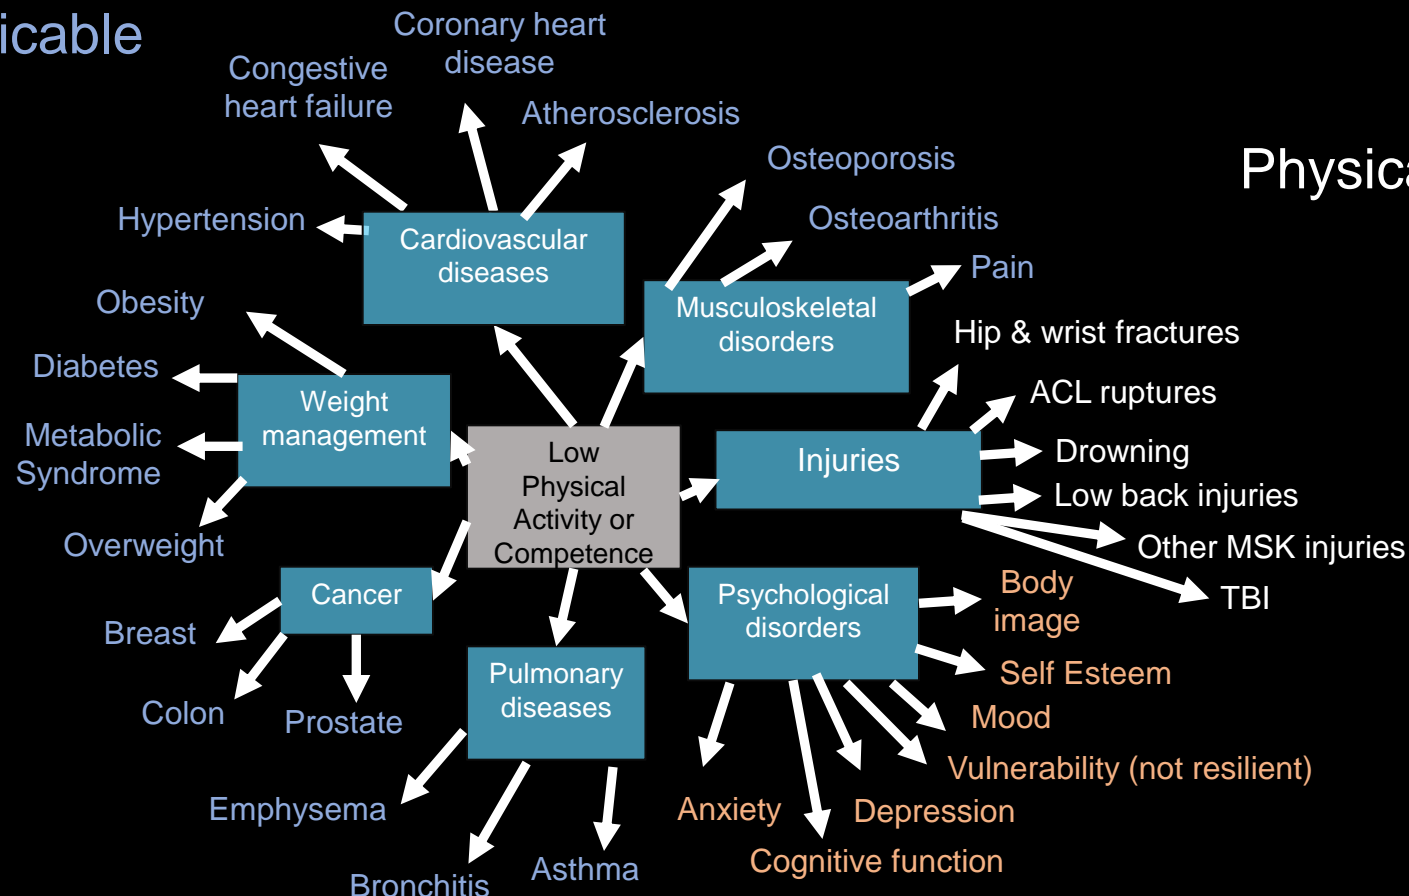 icable
Coronary heart
disease
Congestive
heart failure
Atherosclerosis
Physica
Osteoporosis
Hypertension
Osteoarthritis
Cardiovascular
diseases
Pain
Obesity
Musculoskeletal
disorders
Hip & wrist fractures
Diabetes
Weight
management
ACL ruptures
Metabolic
Syndrome
Low
Physical
Activity or
Competence
Injuries
Drowning
Low back injuries
Overweight
Other MSK injuries
Cancer
Psychological
disorders
Body
image
TBI
Breast
Pulmonary
diseases
Self Esteem
Colon
Prostate
Mood
Vulnerability (not resilient)
Emphysema
Anxiety
Depression
Cognitive function
Asthma
Bronchitis